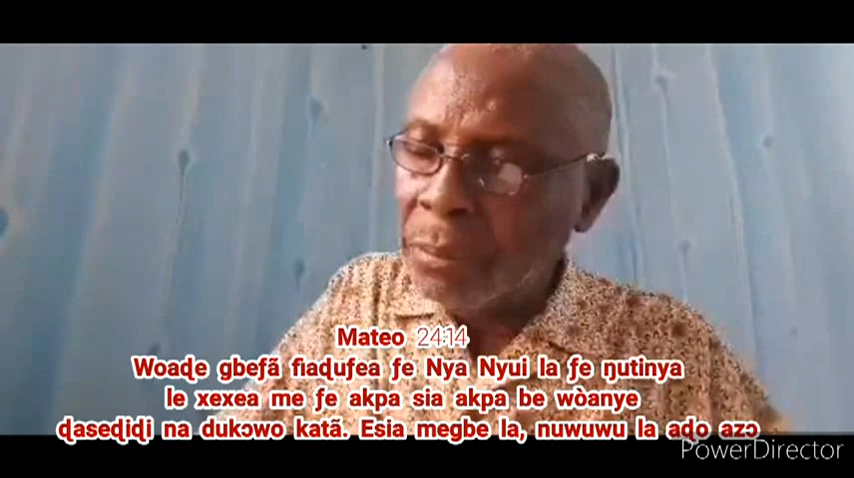 Mateo 24:14
Woaɖe gbeƒã fiaɖuƒea ƒe Nya Nyui la ƒe ŋutinya
le xexea me ƒe akpa sia akpa be wòanye
ɖaseɖiɖi na dukɔwo katã. Esia megbe la, nuwuwu la aɖo azɔ
PowerDirector